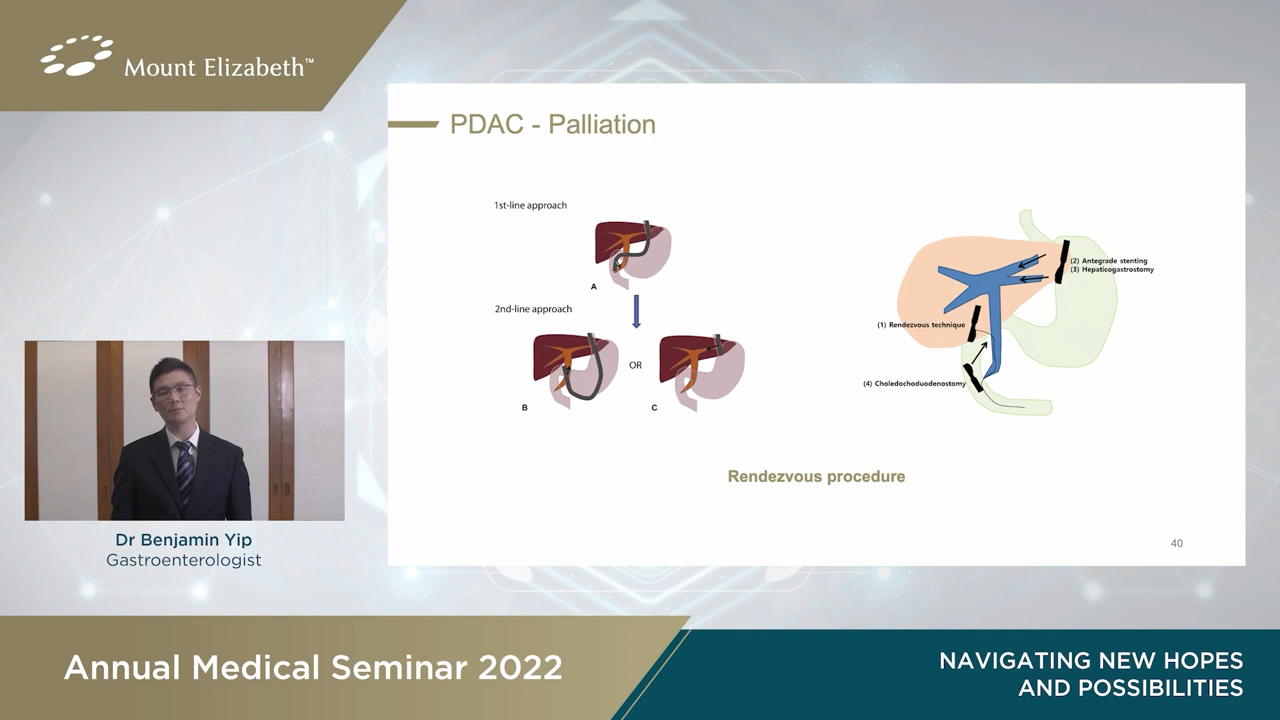 Mount Elizabeth™
PDAC - Palliation
1st-line approach
A
2nd-line approach
OR
B
C
(2) Antegrade stenting
(3) Hepaticogastrostomy
(1) Rendezvous technique
(4) Choledochoduodenostomy
Rendezvous procedure
40
Dr Benjamin Yip
Gastroenterologist
Annual Medical Seminar 2022
NAVIGATING NEW HOPES
AND POSSIBILITIES